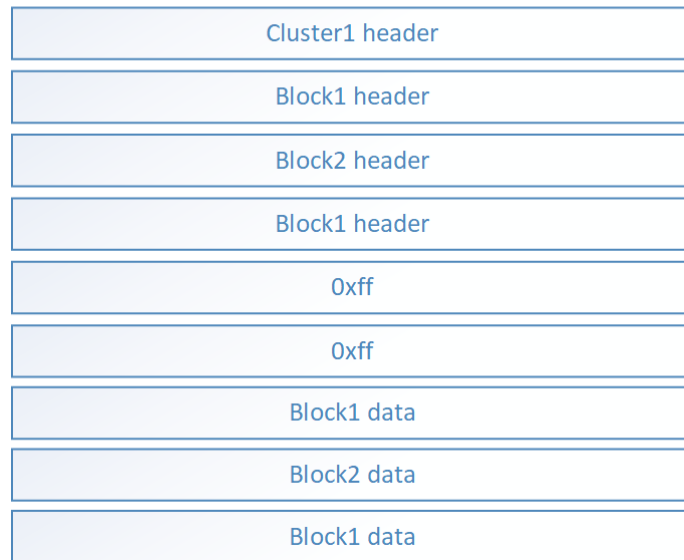 Cluster1 header
Block1 header
Block2 header
Block1 header
0xff
0xff
Block1 data
Block2 data
Block1 data